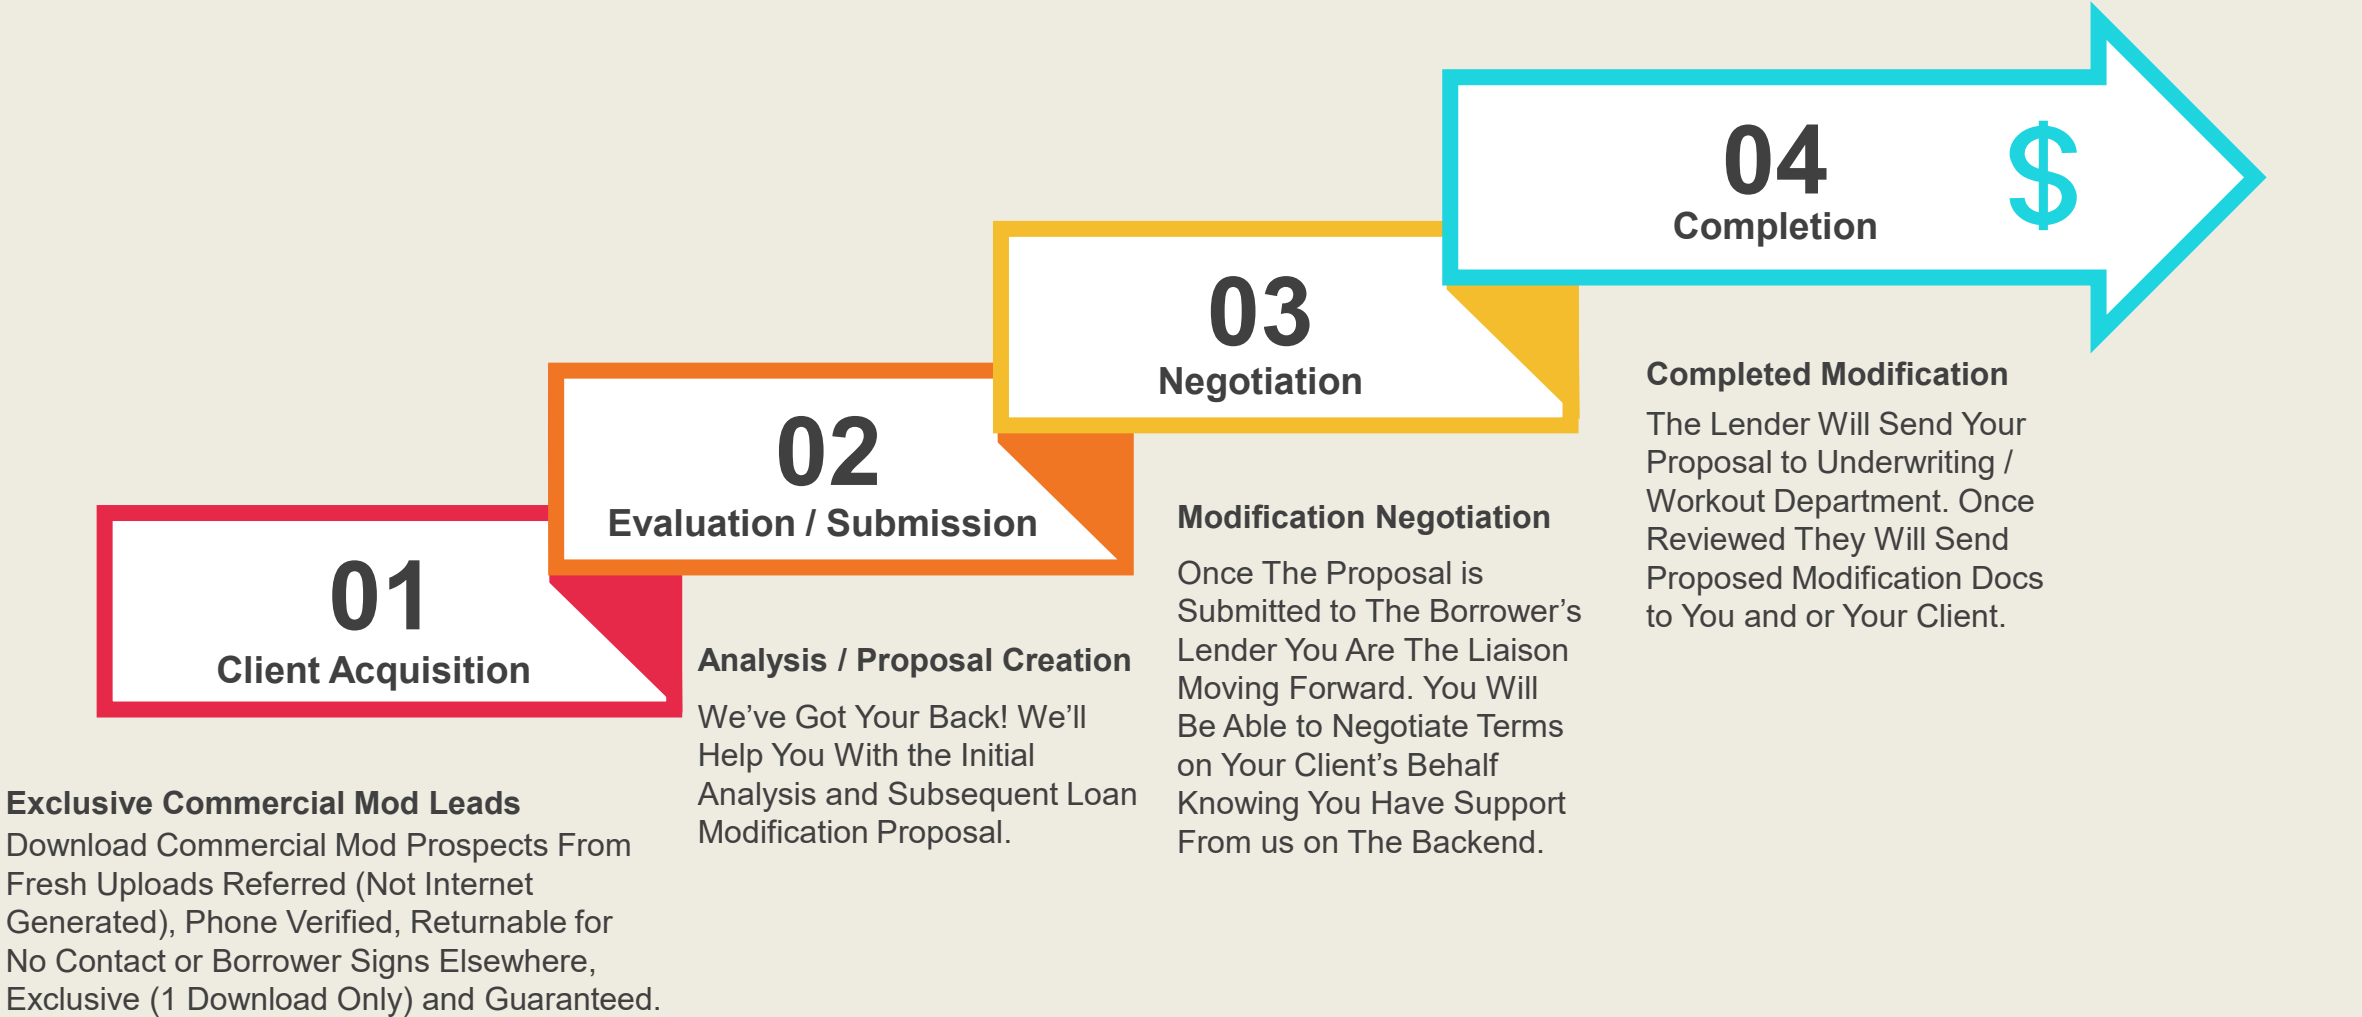 01
Client Acquisition
Exclusive Commercial Mod Leads
Download Commercial Mod Prospects From
Fresh Uploads Referred (Not Internet
Generated), Phone Verified, Returnable for
No Contact or Borrower Signs Elsewhere,
Exclusive (1 Download Only) and Guaranteed.
02
Evaluation / Submission
Analysis / Proposal Creation
We’ve Got Your Back! We’ll
Help You With the Initial
Analysis and Subsequent Loan
Modification Proposal.
03
Negotiation
Modification Negotiation
Once The Proposal is
Submitted to The Borrower’s
Lender You Are The Liaison
Moving Forward. You Will
Be Able to Negotiate Terms
on Your Client’s Behalf
Knowing You Have Support
From us on The Backend.
04
Completion
$
Completed Modification
The Lender Will Send Your
Proposal to Underwriting /
Workout Department. Once
Reviewed They Will Send
Proposed Modification Docs
to You and or Your Client.